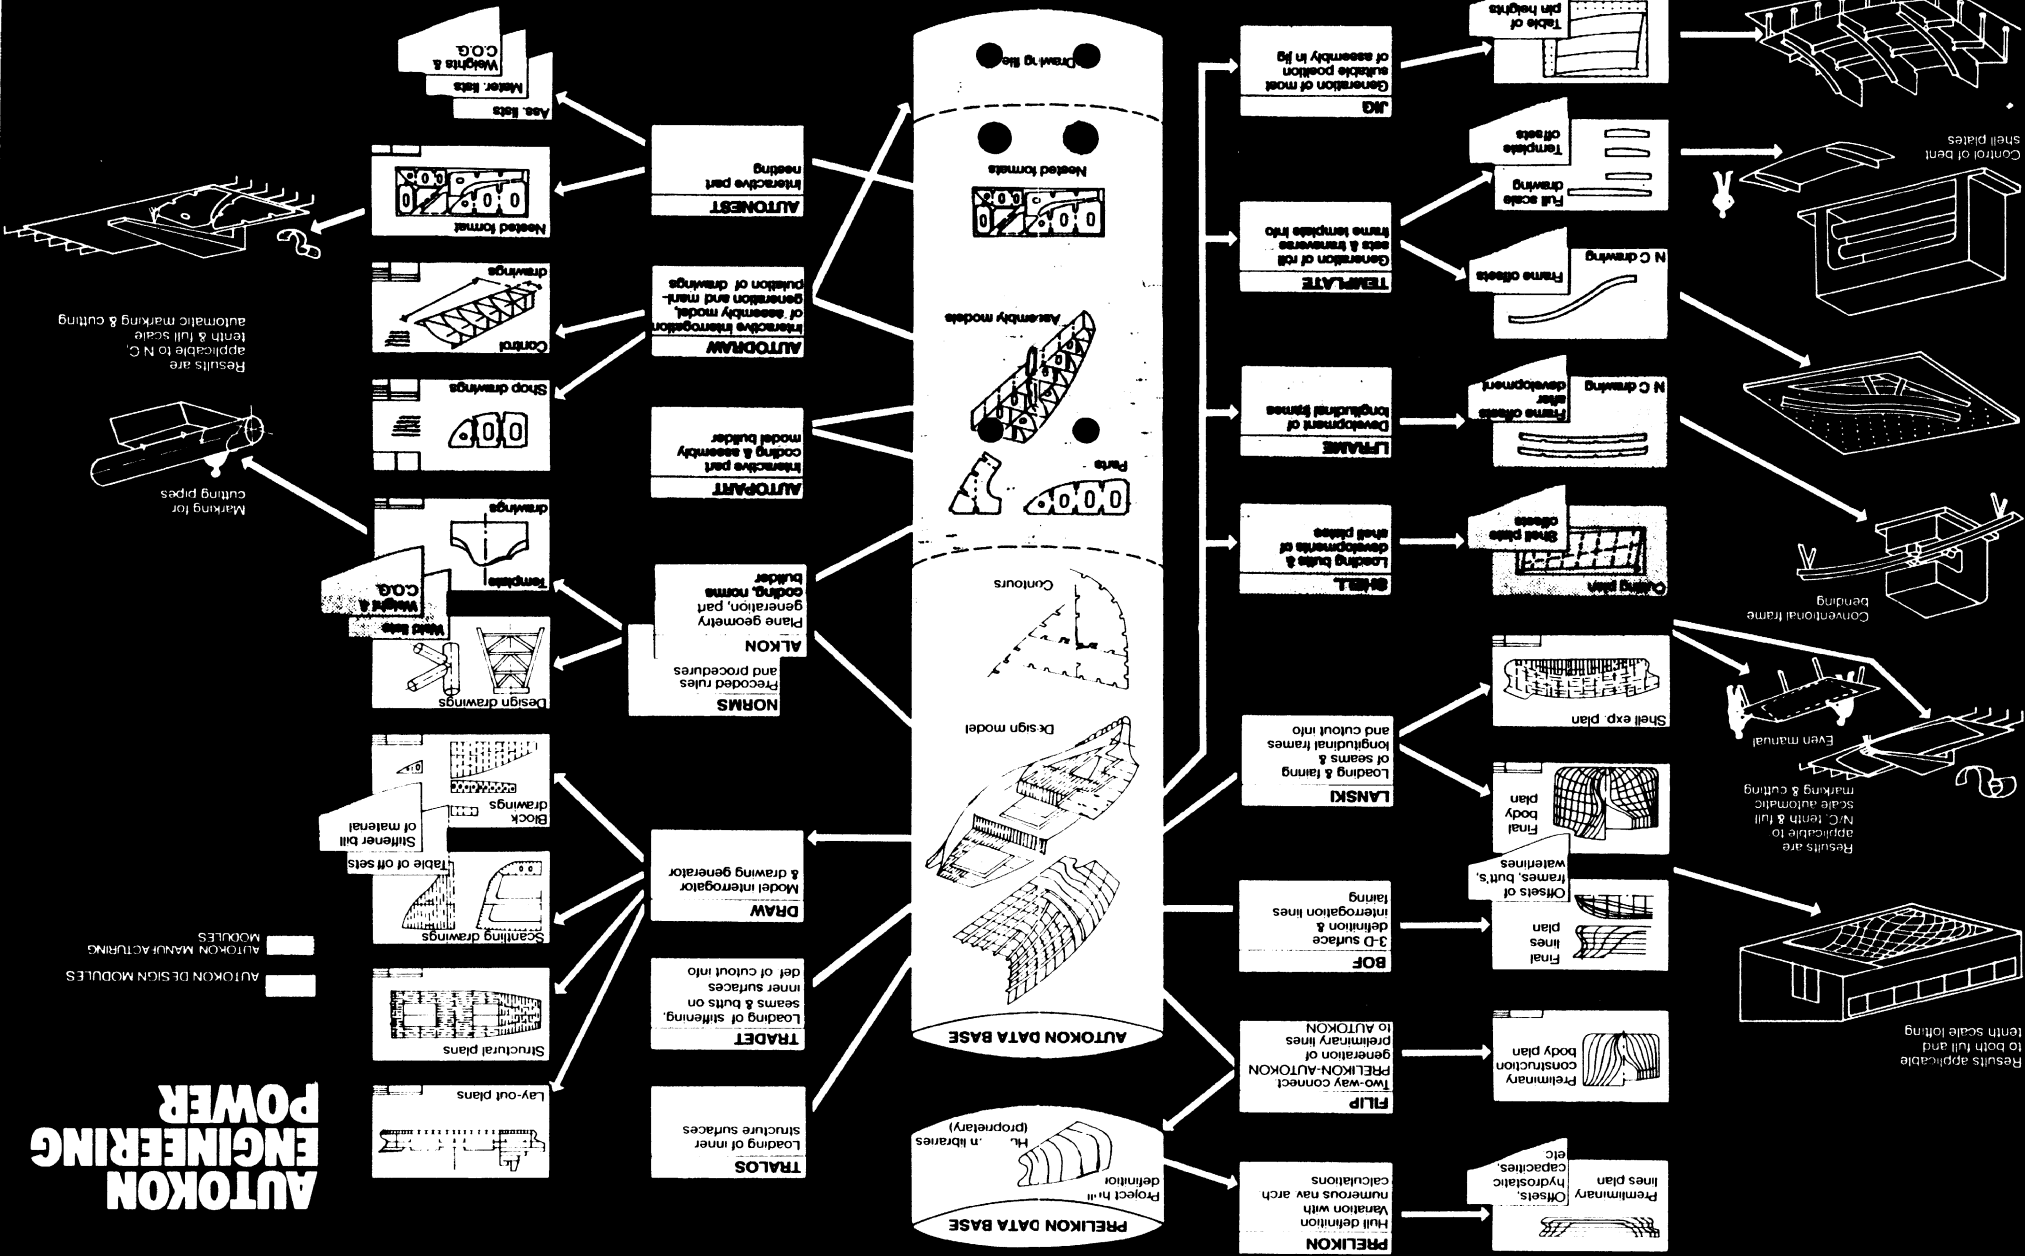 AUTOKON
ENGINEERING
POWER
PRELIKON DATA BASE
Project hull
definition
(proprietary)
AUTOKON DATA BASE
Design model
Contours
Parts
Assembly models
Nested formats
Drawing file
PRELIKON
Hull definition
Variation with
numerous nav arch
calculations
FILIP
Two-way connect
PRELIKON-AUTOKON
generation of
preliminary lines
to AUTOKON
BOF
3-D surface
definition &
interrogation lines
fairing
LANSKI
Loading & fairing
of seams &
longitudinal frames
and cutout info
SHELL
Loading butts &
developments of
shell plates
LFRAME
Development of
longitudinal frames
TEMPLATE
Generation of roll
sets & transverse
frame template info
JIG
Generation of most
suitable position
of assembly in jig
Premliminary
lines plan
Offsets,
hydrostatic
capacities,
etc
Preliminary
construction
body plan
Final
lines
plan
Offsets of
frames, butt's,
waterlines
Final
body
plan
Shell exp. plan
Cutting plan
Shell plate
offsets
N C drawing
Frame offsets
after
development
N C drawing
Frame offsets
Full scale
drawing
Template
offsets
Table of
pin heights
Results applicable
to both full and
tenth scale lofting
Results are
applicable to
N/C, tenth & full
scale automatic
marking & cutting
Even manual
Conventional frame
bending
Control of bent
shell plates
TRALOS
Loading of inner
structure surfaces
TRADET
Loading of stiffening,
seams & butts on
inner surfaces
def of cutout info
DRAW
Model interrogator
& drawing generator
NORMS
Precoded rules
and procedures
ALKON
Plane geometry
generation, part
coding, norms
builder
AUTOPART
Interactive part
coding & assembly
model builder
AUTODRAW
Interactive interrogation
of assembly model,
generation and mani-
pulation of drawings
AUTONEST
Interactive part
nesting
Lay-out plans
Structural plans
Scantling drawings
Table of off sets
Stiffener bill
of material
Block
drawings
Design drawings
Weld lists
Weight &
C.O.G.
Template
drawings
Shop drawings
Control
drawings
Nested format
Ass. lists
Mater. lists
Weights &
C.O.G.
AUTOKON DESIGN MODULES
AUTOKON MANUFACTURING
MODULES
Marking for
cutting pipes
Results are
applicable to N C,
tenth & full scale
automatic marking & cutting